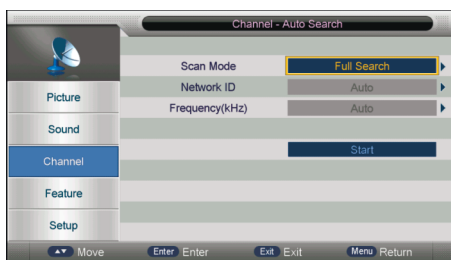 Channel - Auto Search
Scan Mode Full Search
Network ID Auto
Frequency(kHz) Auto
Start
Picture
Sound
Channel
Feature
Setup
Move Enter Enter Exit Exit Menu Return